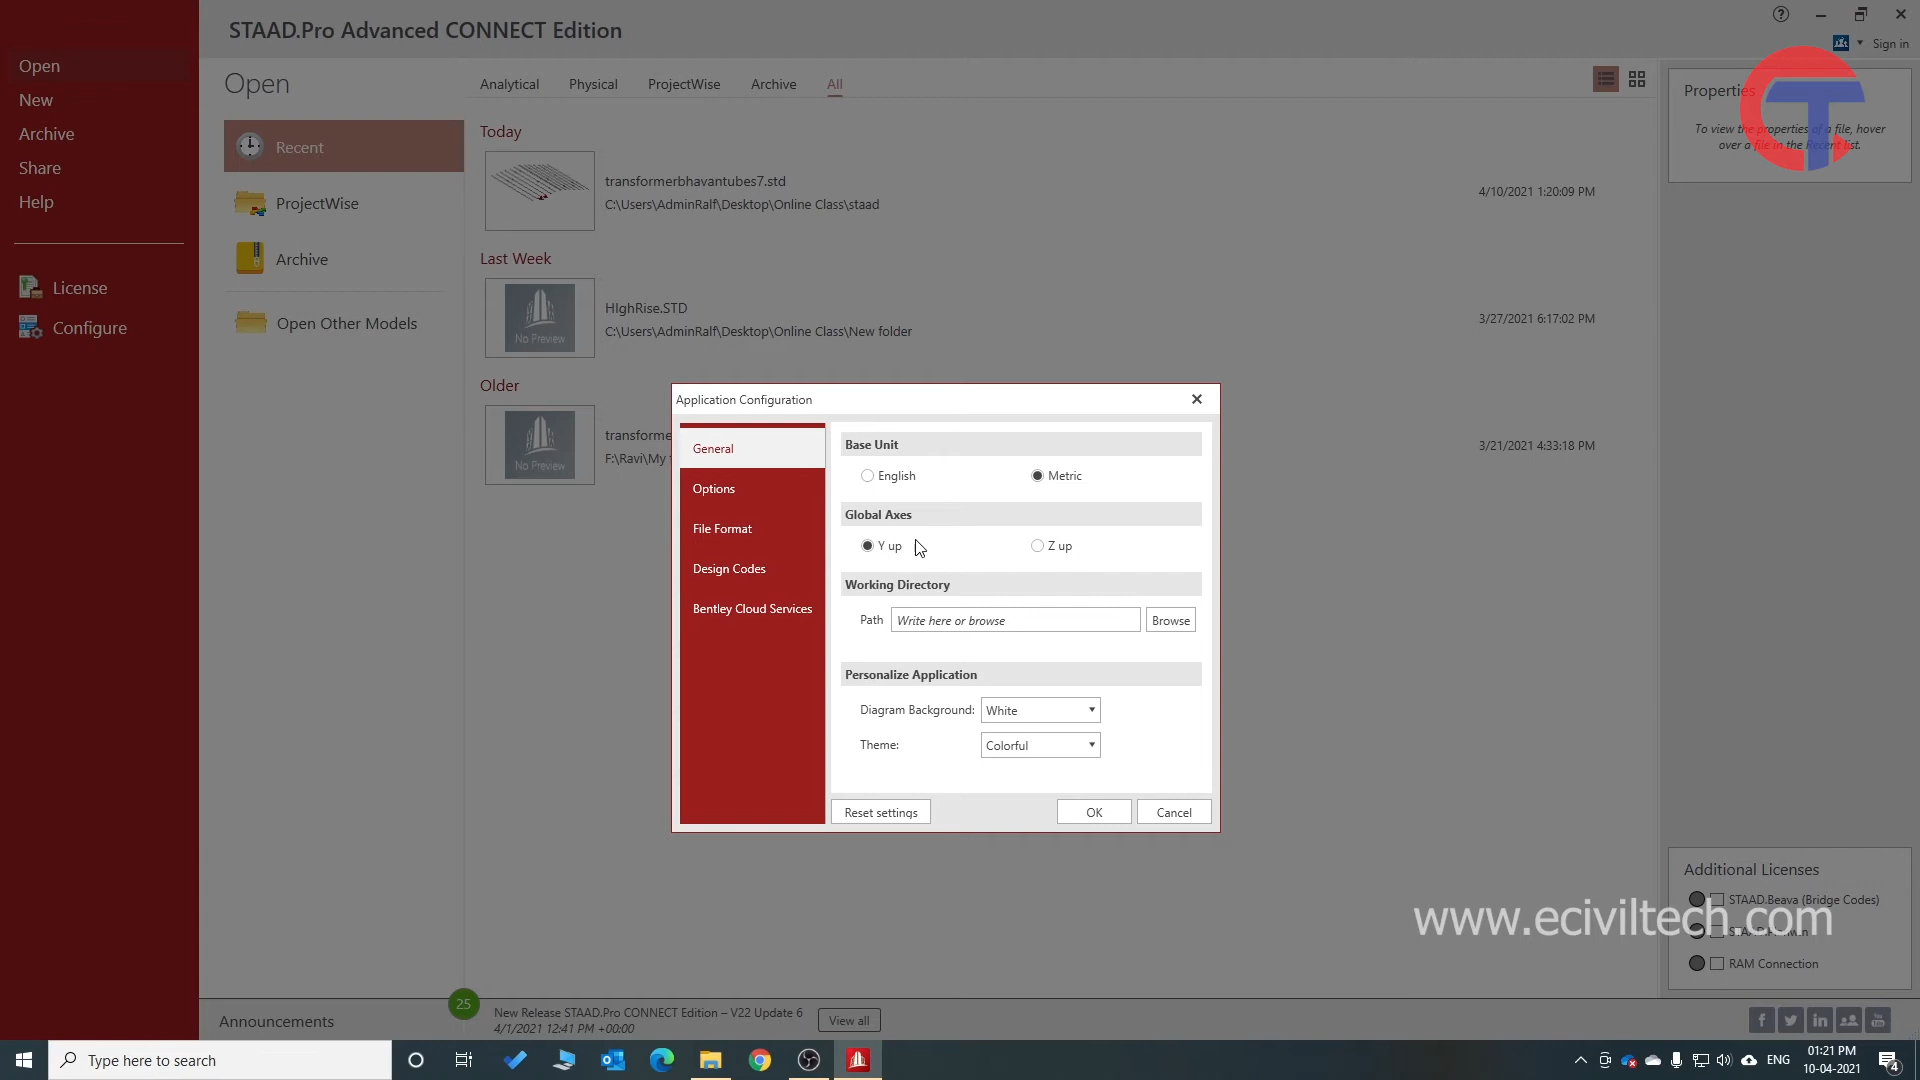 STAAD.Pro Advanced CONNECT Edition
Sign in
Open
New
Archive
Share
Help
License
Configure
Open
Analytical
Physical
ProjectWise
Archive
All
Recent
ProjectWise
Archive
Open Other Models
Today
transformerbhavantubes7.std
C:\Users\AdminRalf\Desktop\Online Class\staad
4/10/2021 1:20:09 PM
Last Week
No Preview
HIghRise.STD
C:\Users\AdminRalf\Desktop\Online Class\New folder
3/27/2021 6:17:02 PM
Older
No Preview
transforme
F:\Ravi\My
3/21/2021 4:33:18 PM
Properties
To view the properties of a file, hover
over a file in the Recent list.
Application Configuration
General
Options
File Format
Design Codes
Bentley Cloud Services
Base Unit
English
Metric
Global Axes
Y up
Z up
Working Directory
Path
Write here or browse
Browse
Personalize Application
Diagram Background:
White
Theme:
Colorful
Reset settings
OK
Cancel
Additional Licenses
STAAD.Beava (Bridge Codes)
www.eciviltech.com
RAM Connection
Announcements
25
New Release STAAD.Pro CONNECT Edition – V22 Update 6
4/1/2021 12:41 PM +00:00
View all
Type here to search
ENG
01:21 PM
10-04-2021
4